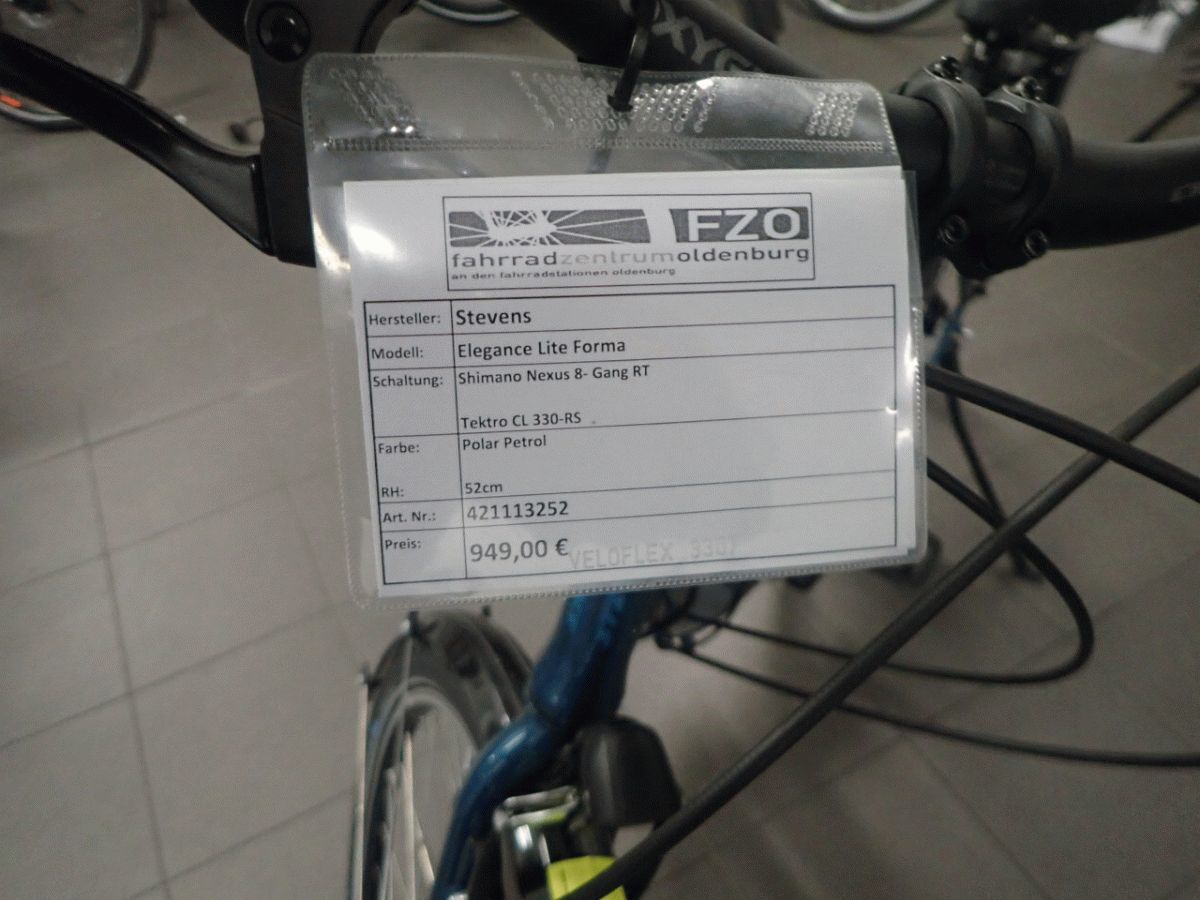 XYG
FZO
fahrradzentrumoldenburg
an den fahrradstationen oldenburg
Hersteller: Stevens
Modell: Elegance Lite Forma
Schaltung: Shimano Nexus 8- Gang RT
Tektro CL 330-RS
Farbe: Polar Petrol
RH: 52cm
Art. Nr.: 421113252
Preis: 949,00 €
VELOFLEX